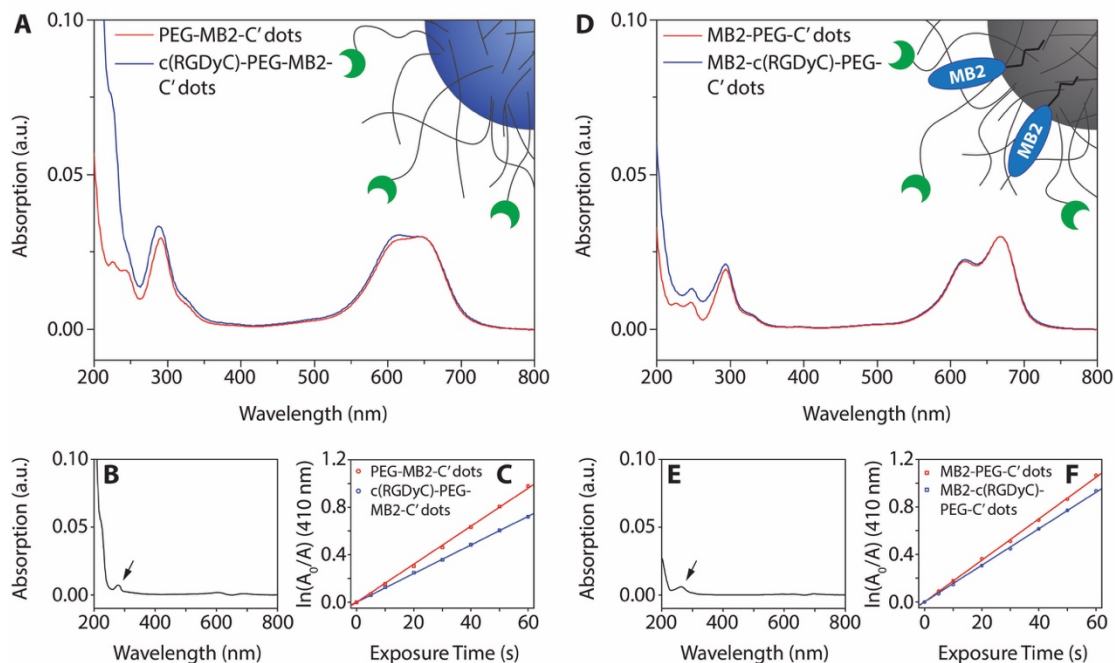 A
PEG-MB2-C' dots
c(RGDyC)-PEG-MB2-
C' dots
0.10
0.05
0.00
Absorption (a.u.)
200 300 400 500 600 700 800
Wavelength (nm)
D
MB2-PEG-C' dots
MB2-c(RGDyC)-PEG-
C' dots
MB2
MB2
0.10
0.05
0.00
Absorption (a.u.)
200 300 400 500 600 700 800
Wavelength (nm)
B
0.10
0.05
0.00
Absorption (a.u.)
200 400 600 800
Wavelength (nm)
C
PEG-MB2-C' dots
c(RGDyC)-PEG-
MB2-C' dots
1.2
0.8
0.4
0.0
ln(A0/A) (410 nm)
0 20 40 60
Exposure Time (s)
E
0.10
0.05
0.00
Absorption (a.u.)
200 400 600 800
Wavelength (nm)
F
MB2-PEG-C' dots
MB2-c(RGDyC)-
PEG-C' dots
1.2
0.8
0.4
0.0
ln(A0/A) (410 nm)
0 20 40 60
Exposure Time (s)